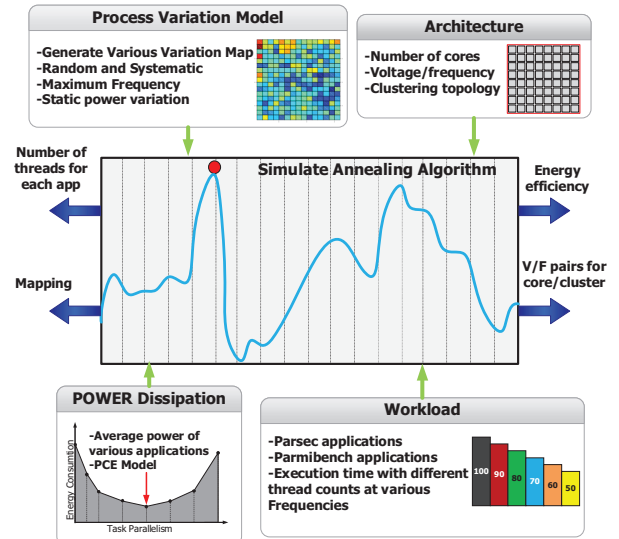 Process Variation Model
-Generate Various Variation Map
-Random and Systematic
-Maximum Frequency
-Static power variation
Architecture
-Number of cores
-Voltage/frequency
-Clustering topology
Number of
threads for
each app
Mapping
Simulate Annealing Algorithm
Energy
efficiency
V/F pairs for
core/cluster
POWER Dissipation
-Average power of
various applications
-PCE Model
Energy Consumtion
Task Parallelism
Workload
-Parsec applications
-Parmibench applications
-Execution time with different
thread counts at various
Frequencies
100
90
80
70
60
50